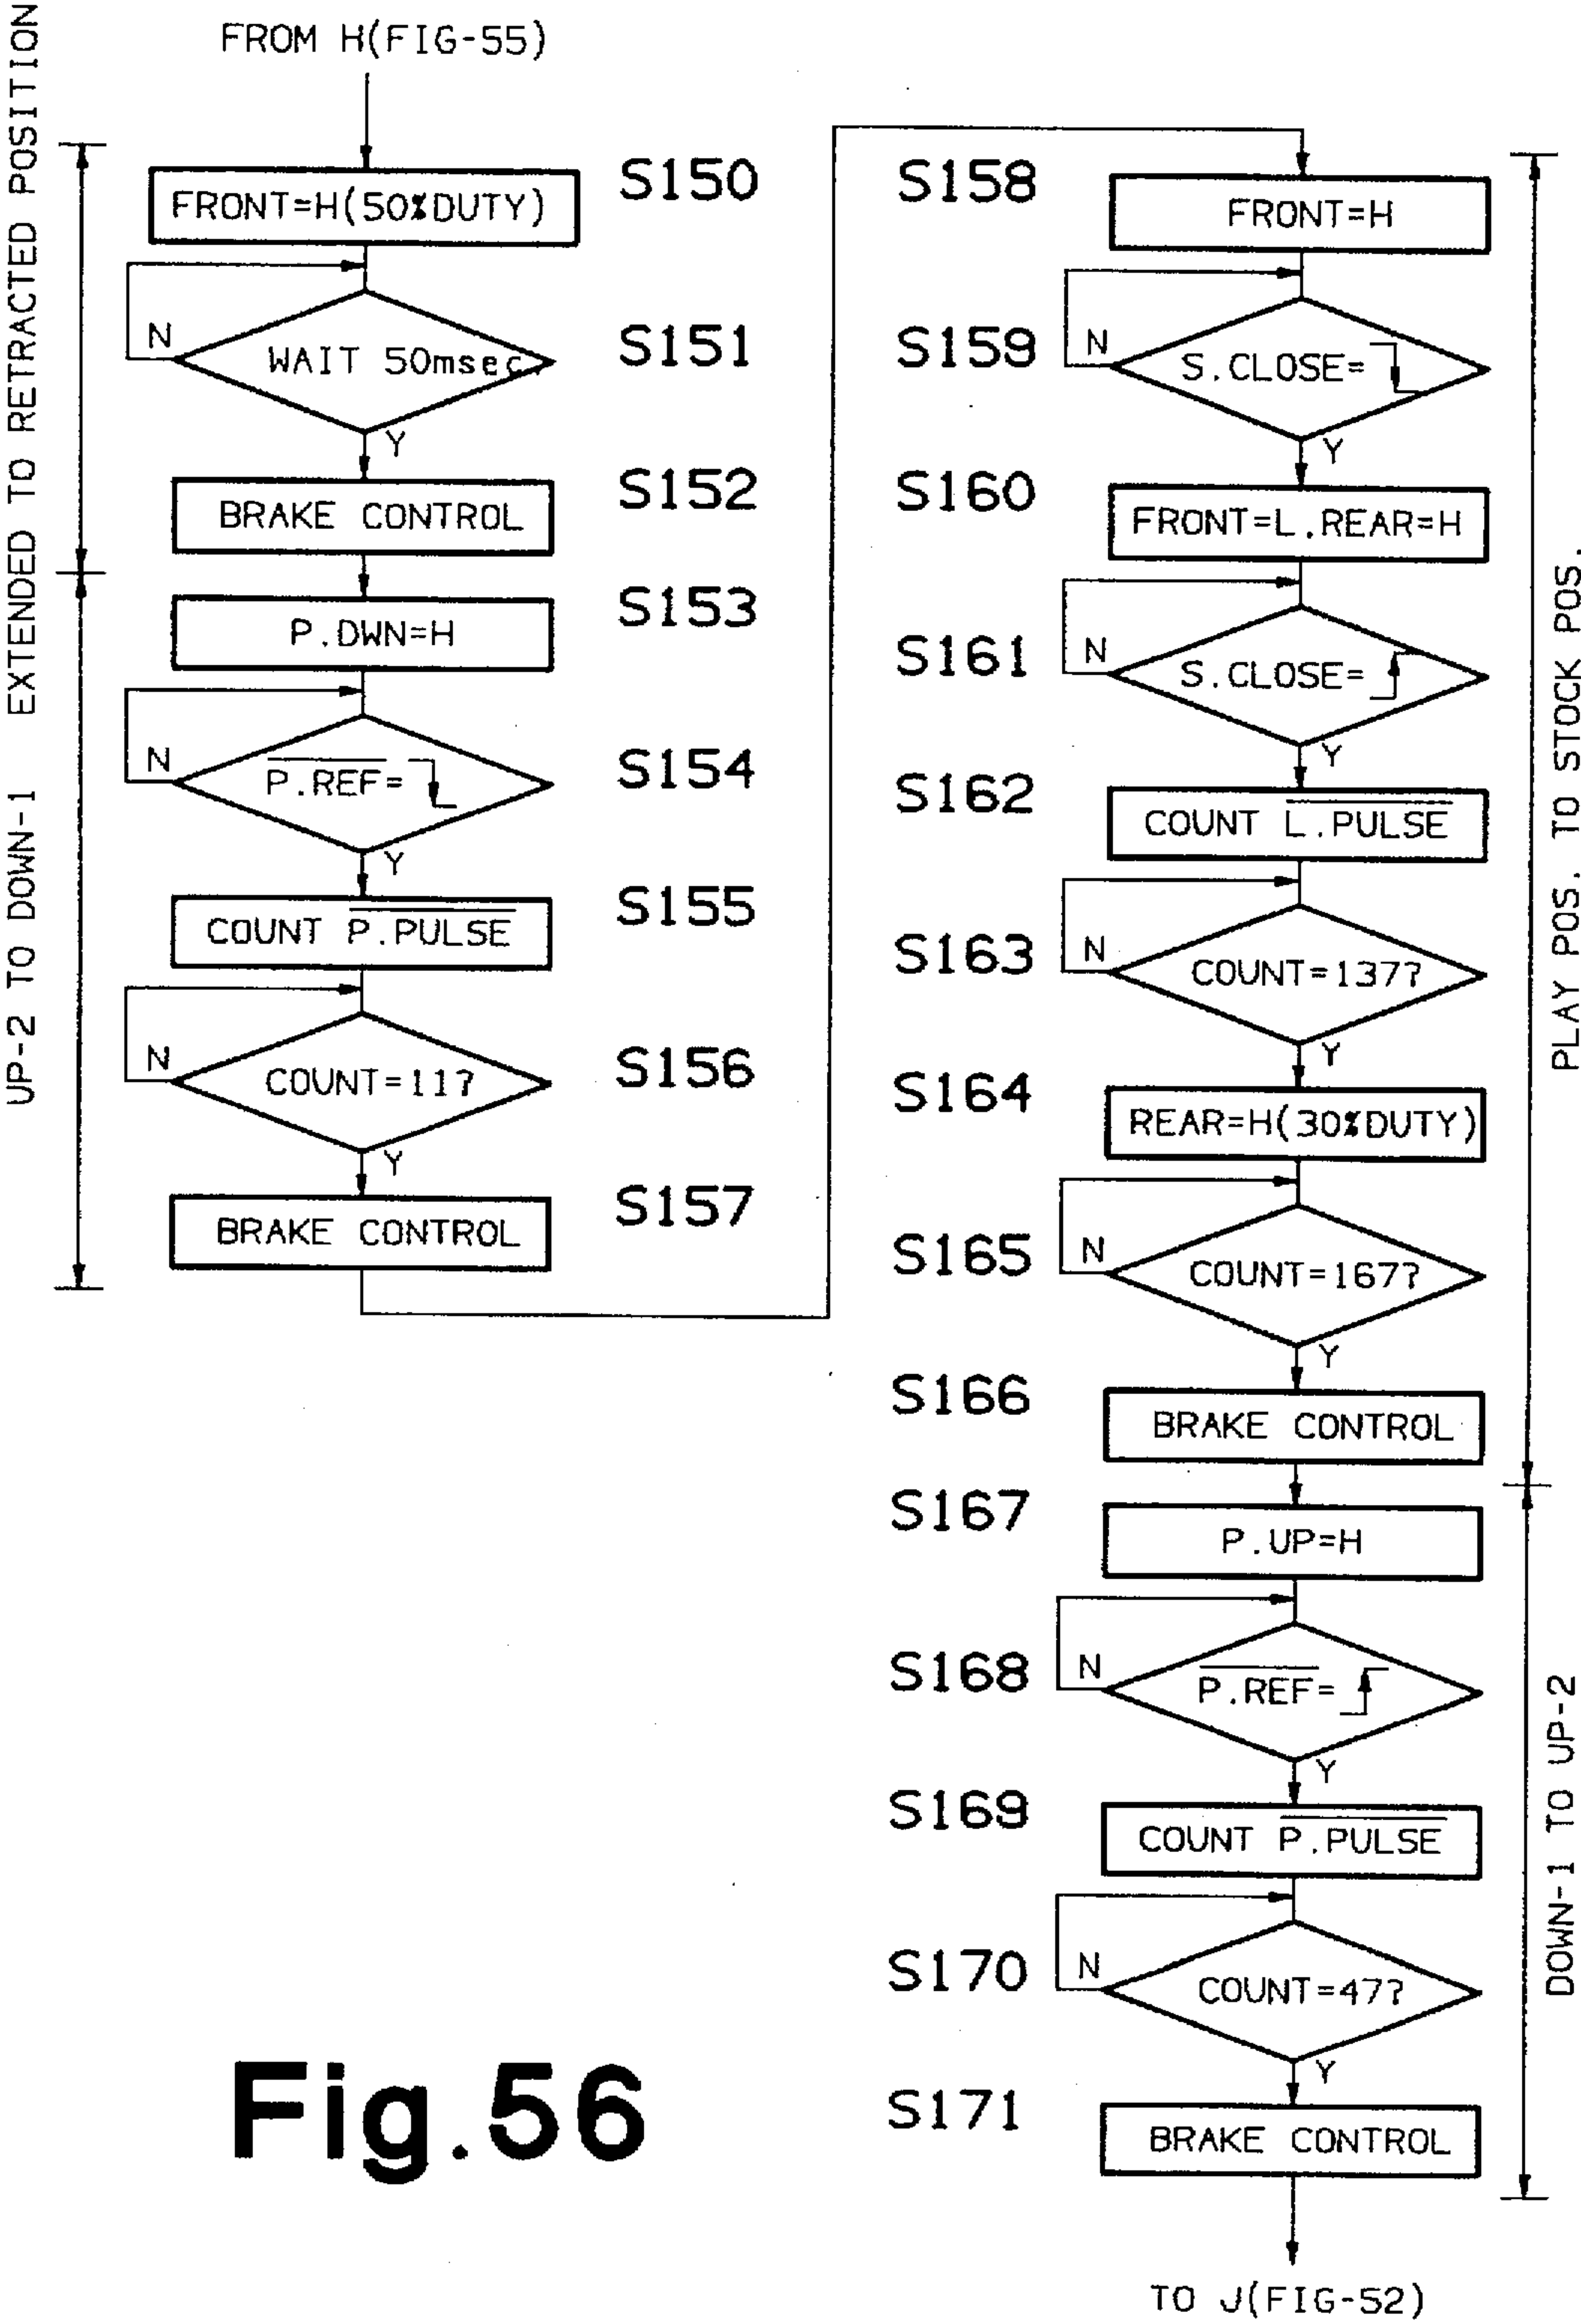 FROM H(FIG-55)
EXTENDED TO RETRACTED POSITION
FRONT=H(50%DUTY)
S150
N
WAIT 50msec.
S151
Y
BRAKE CONTROL
S152
UP-2 TO DOWN-1
P.DWN=H
S153
N
P.REF=
S154
Y
COUNT P.PULSE
S155
N
COUNT=11?
S156
Y
BRAKE CONTROL
S157
PLAY POS. TO STOCK POS.
S158
FRONT=H
S159
N
S.CLOSE=
Y
S160
FRONT=L.REAR=H
S161
N
S.CLOSE=
Y
S162
COUNT L.PULSE
S163
N
COUNT=137?
Y
S164
REAR=H(30%DUTY)
S165
N
COUNT=167?
Y
S166
BRAKE CONTROL
DOWN-1 TO UP-2
S167
P.UP=H
S168
N
P.REF=
Y
S169
COUNT P.PULSE
S170
N
COUNT=47?
Y
S171
BRAKE CONTROL
TO J(FIG-52)
Fig.56